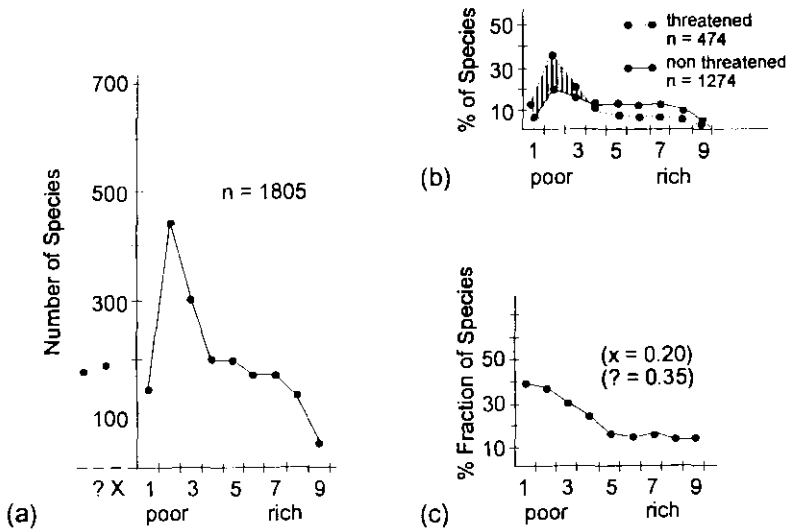 700
500
300
100
Number of Species
n = 1805
? X 1 3 5 7 9
poor rich
(a)
50
30
10
% of Species
threatened
n = 474
non threatened
n = 1274
1 3 5 7 9
poor rich
(b)
50
30
10
% Fraction of Species
(x = 0.20)
(? = 0.35)
1 3 5 7 9
poor rich
(c)